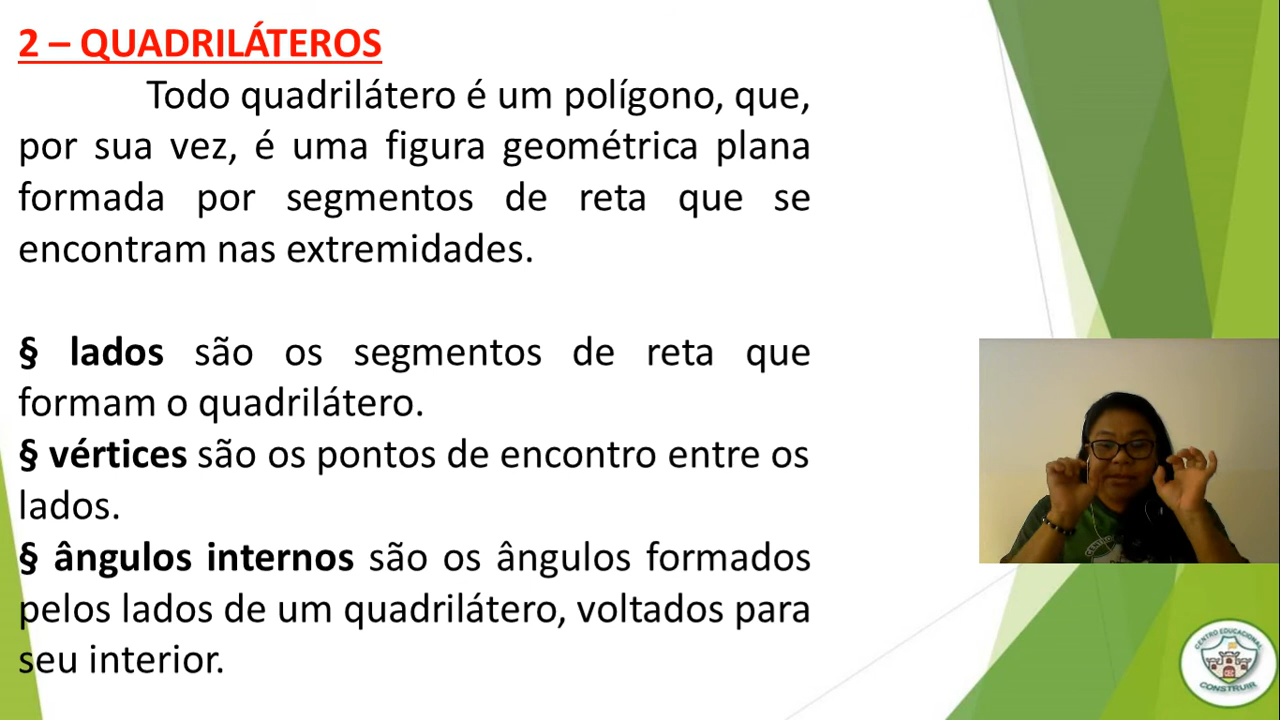 2 – QUADRILÁTEROS
Todo quadrilátero é um polígono, que,
por sua vez, é uma figura geométrica plana
formada por segmentos de reta que se
encontram nas extremidades.
§ lados são os segmentos de reta que
formam o quadrilátero.
§ vértices são os pontos de encontro entre os
lados.
§ ângulos internos são os ângulos formados
pelos lados de um quadrilátero, voltados para
seu interior.
CENTRO EDUCACIONAL
CONSTRUIR